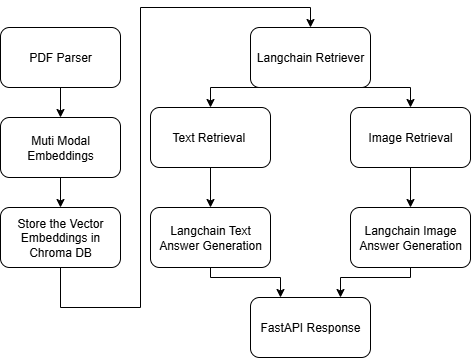 PDF Parser
Muti Modal
Embeddings
Store the Vector
Embeddings in
Chroma DB
Langchain Retriever
Text Retrieval
Image Retrieval
Langchain Text
Answer Generation
Langchain Image
Answer Generation
FastAPI Response